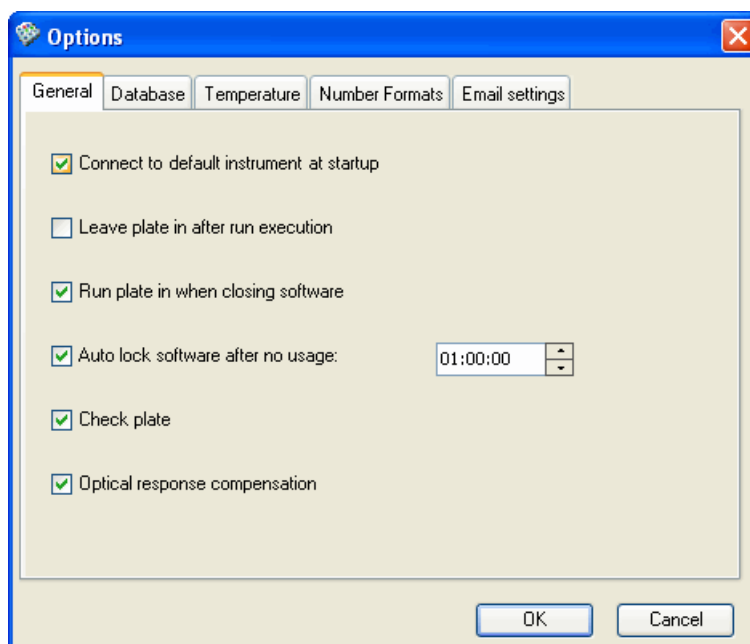 Options
General Database Temperature Number Formats Email settings
Connect to default instrument at startup
Leave plate in after run execution
Run plate in when closing software
Auto lock software after no usage: 01:00:00
Check plate
Optical response compensation
OK Cancel